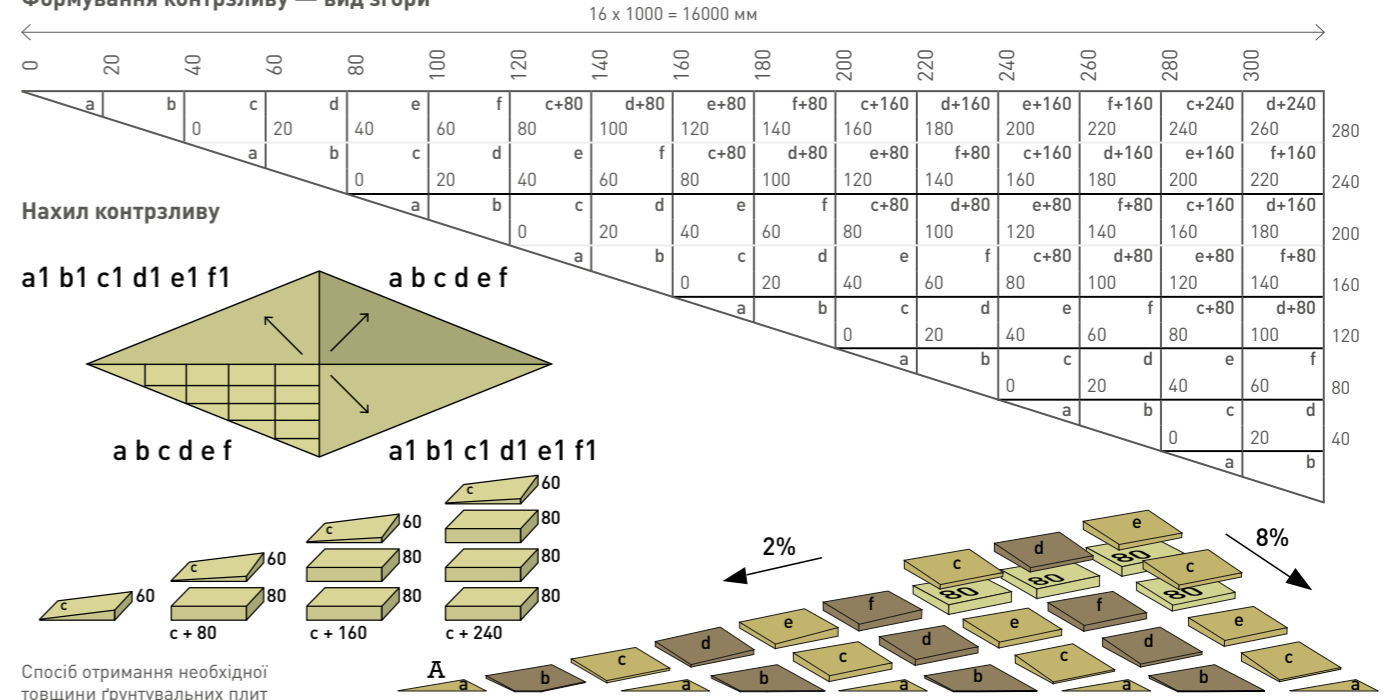 Формування контрзливу — вид згори
16 x 1000 = 16000 мм
0 20 40 60 80 100 120 140 160 180 200 220 240 260 300
a b c d e f c+80 d+80 e+80 f+80 c+160 d+160 e+160 f+160 c+240 d+240
0 20 40 60 80 100 120 140 160 180 200 220 240 260 280
a b c d e f c+80 d+80 e+80 f+80 c+160 d+160 e+160 f+160
0 20 40 60 80 100 120 140 160 180 200 220 240
a b c d e f c+80 d+80 e+80 f+80 c+160 d+160
0 20 40 60 80 100 120 140 160 180 200
a b c d e f c+80 d+80 e+80 f+80
0 20 40 60 80 100 120 140 160
a b c d e f c+80 d+80
0 20 40 60 80 100 120
a b c d e f
0 20 40 60 80
a b c d
0 20 40
a b
Нахил контрзливу
a1 b1 c1 d1 e1 f1 a b c d e f
a b c d e f a1 b1 c1 d1 e1 f1
c 60
c 60 80
c + 80
c 60 80 80
c + 160
c 60 80 80 80
c + 240
Спосіб отримання необхідної
товщини ґрунтувальних плит
2% 8%
e
d 80
c 80 c
80 80
f f
e e e
d d d
c c c c
A
a b a b a b a b a